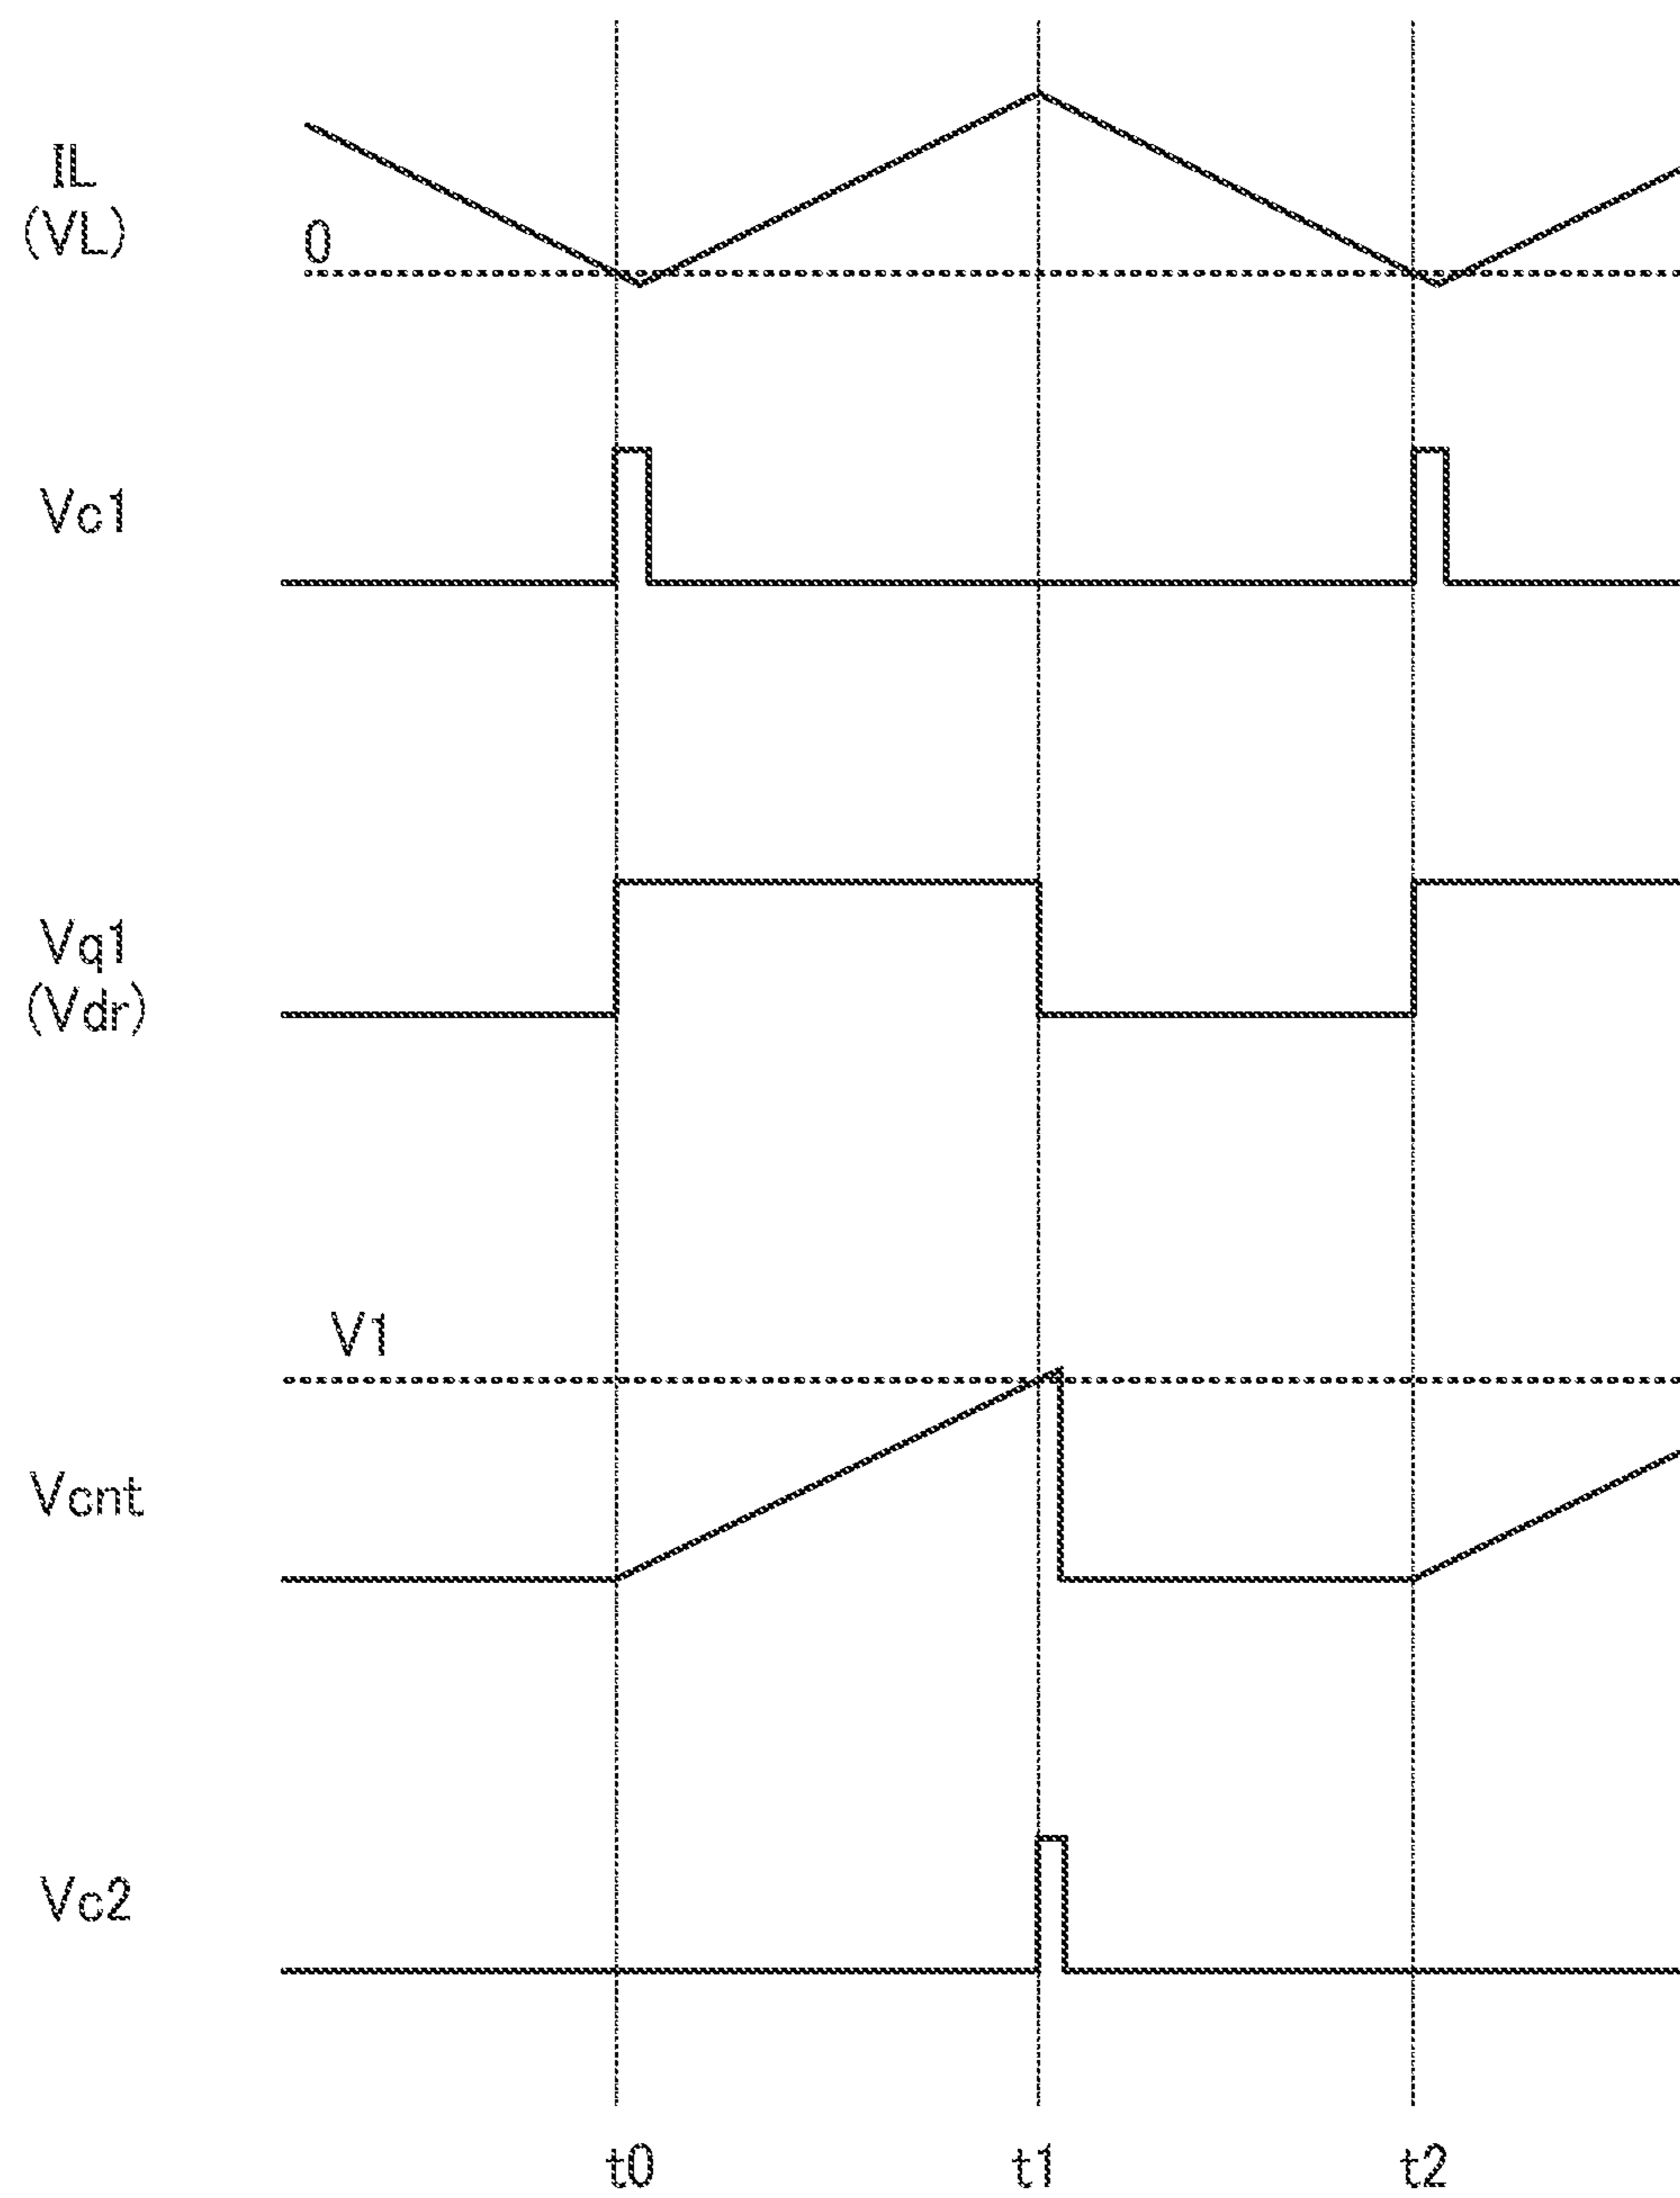 IL
(VL)
0
Vc1
Vq1
(Vdr)
V1
Vcnt
Vc2
t0 t1 t2